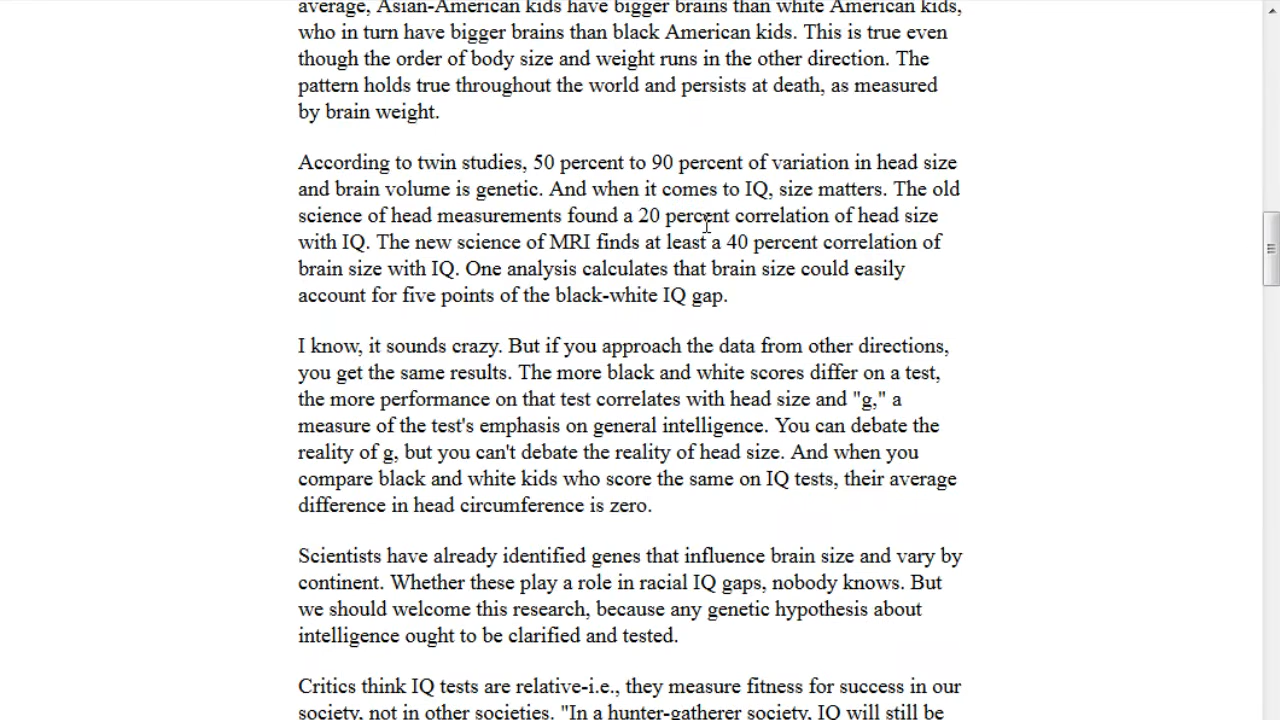 average, Asian-American kids have bigger brains than white American kids,
who in turn have bigger brains than black American kids. This is true even
though the order of body size and weight runs in the other direction. The
pattern holds true throughout the world and persists at death, as measured
by brain weight.
According to twin studies, 50 percent to 90 percent of variation in head size
and brain volume is genetic. And when it comes to IQ, size matters. The old
science of head measurements found a 20 percent correlation of head size
with IQ. The new science of MRI finds at least a 40 percent correlation of
brain size with IQ. One analysis calculates that brain size could easily
account for five points of the black-white IQ gap.
I know, it sounds crazy. But if you approach the data from other directions,
you get the same results. The more black and white scores differ on a test,
the more performance on that test correlates with head size and "g," a
measure of the test's emphasis on general intelligence. You can debate the
reality of g, but you can't debate the reality of head size. And when you
compare black and white kids who score the same on IQ tests, their average
difference in head circumference is zero.
Scientists have already identified genes that influence brain size and vary by
continent. Whether these play a role in racial IQ gaps, nobody knows. But
we should welcome this research, because any genetic hypothesis about
intelligence ought to be clarified and tested.
Critics think IQ tests are relative-i.e., they measure fitness for success in our
society, not in other societies. "In a hunter-gatherer society, IQ will still be